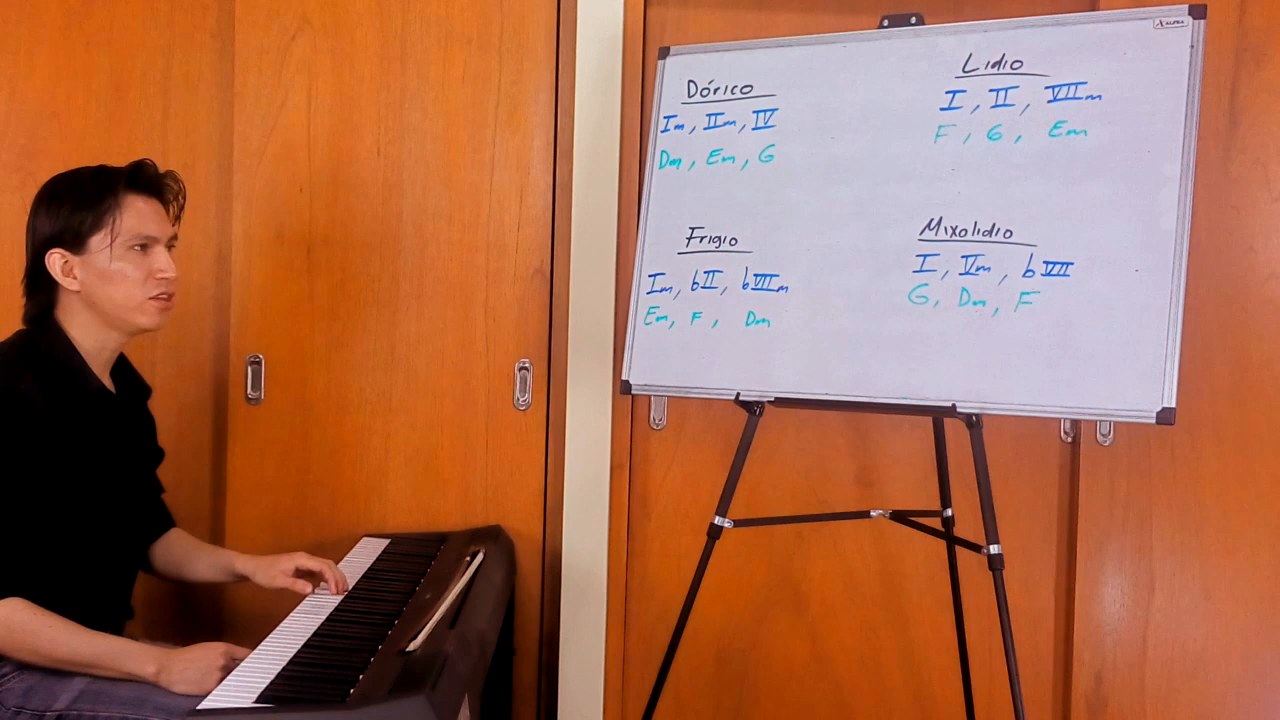 Dórico
Im, IIm, IV
Dm, Em, G
Frigio
Im, bII, bVIIm
Em, F, Dm
Lidio
I, II, VIIm
F, G, Em
Mixolidio
I, Vm, bVII
G, Dm, F
ALFRA